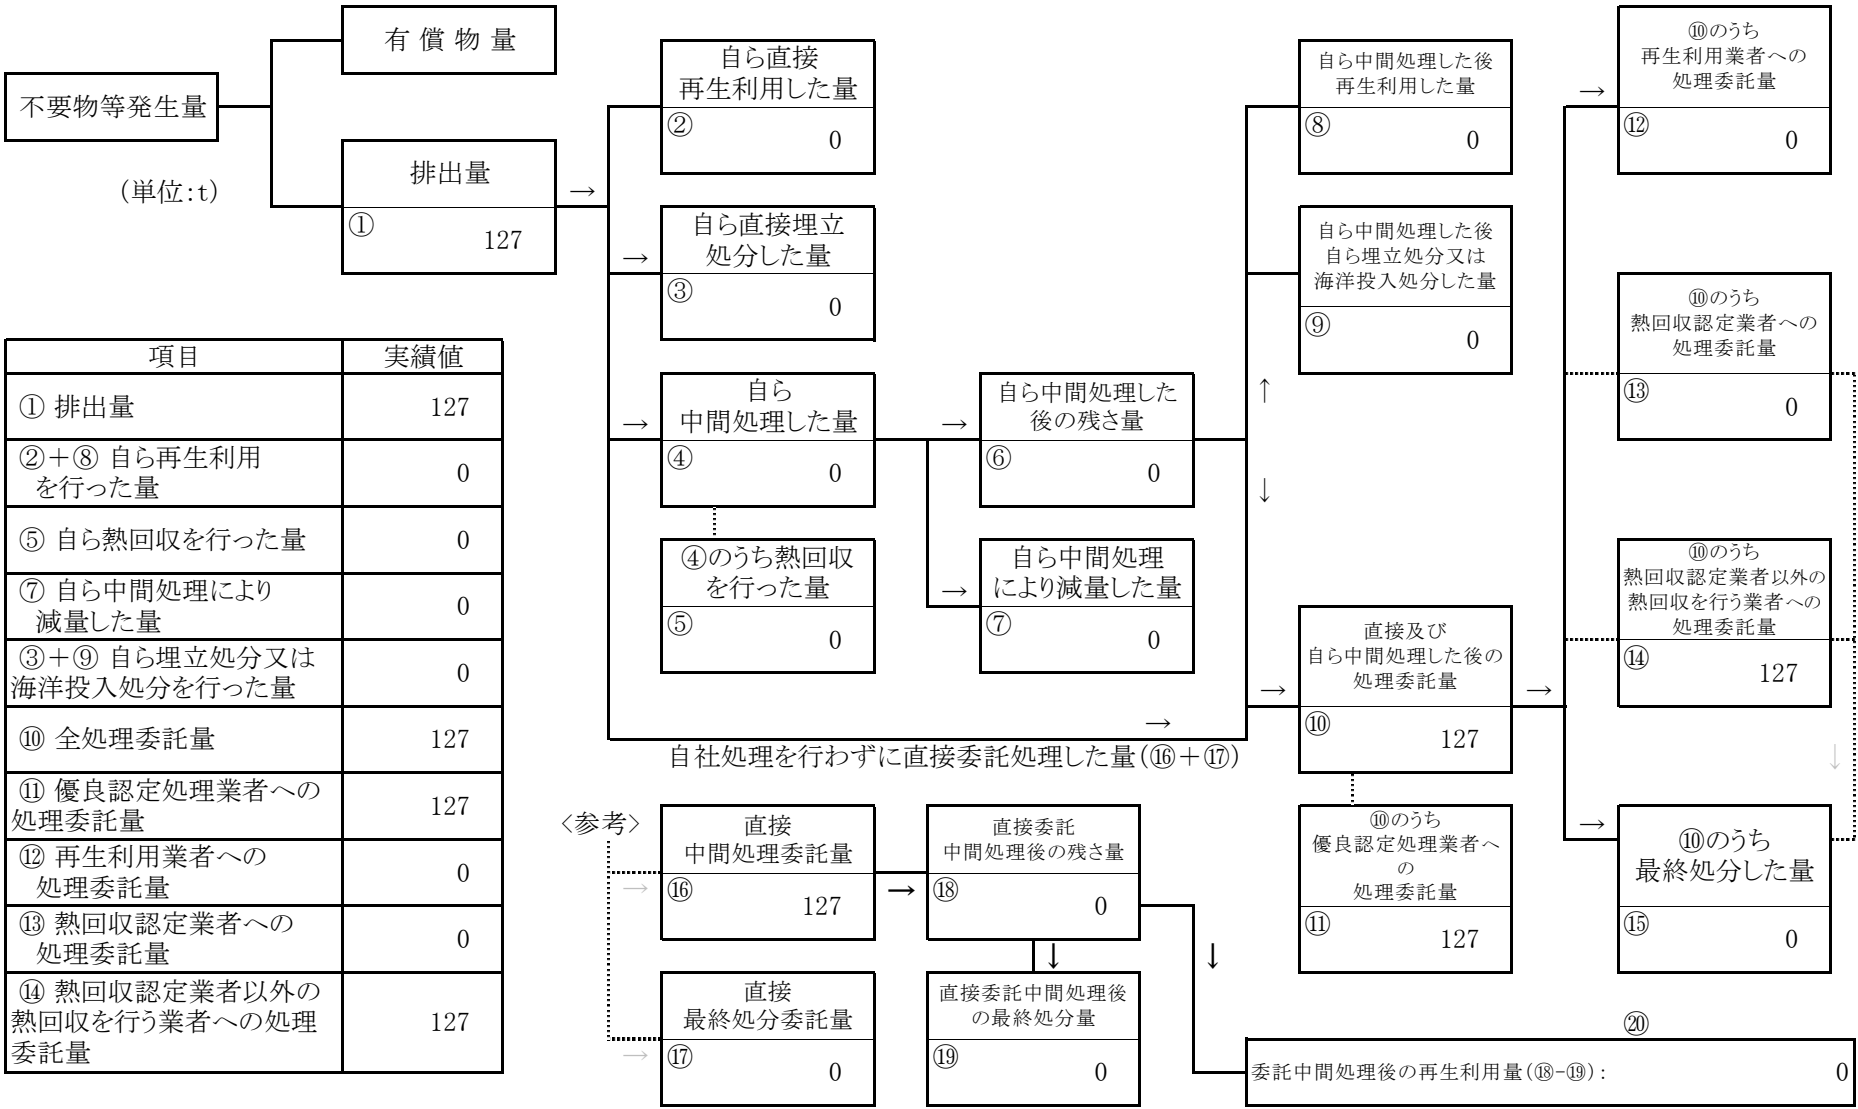 有償物量
不要物等発生量
(単位:t)
排出量
①
127
→
自ら直接
再生利用した量
②
0
→
自ら直接埋立
処分した量
③
0
→
自ら
中間処理した量
④
0
④のうち熱回収
を行った量
⑤
0
→
自ら中間処理した
後の残さ量
⑥
0
→
自ら中間処理
により減量した量
⑦
0
自ら中間処理した後
再生利用した量
⑧
0
自ら中間処理した後
自ら埋立処分又は
海洋投入処分した量
⑨
0
↑
↓
→
直接及び
自ら中間処理した後の
処理委託量
⑩
127
→
⑩のうち
優良認定処理業者へ
の
処理委託量
⑪
127
→
⑩のうち
再生利用業者への
処理委託量
⑫
0
⑩のうち
熱回収認定業者への
処理委託量
⑬
0
⑩のうち
熱回収認定業者以外の
熱回収を行う業者への
処理委託量
⑭
127
↓
→
⑩のうち
最終処分した量
⑮
0
→
自社処理を行わずに直接委託処理した量(⑯+⑰)
<参考>
→
直接
中間処理委託量
⑯
127
→
直接
最終処分委託量
⑰
0
→
直接委託
中間処理後の残さ量
⑱
0
↓
直接委託中間処理後
の最終処分量
⑲
0
↓
⑳
委託中間処理後の再生利用量(⑱-⑲):
0
項目 実績値
① 排出量 127
②+⑧ 自ら再生利用
を行った量
0
⑤ 自ら熱回収を行った量 0
⑦ 自ら中間処理により
減量した量
0
③+⑨ 自ら埋立処分又は
海洋投入処分を行った量
0
⑩ 全処理委託量 127
⑪ 優良認定処理業者への
処理委託量
127
⑫ 再生利用業者への
処理委託量
0
⑬ 熱回収認定業者への
処理委託量
0
⑭ 熱回収認定業者以外の
熱回収を行う業者への処理
委託量
127